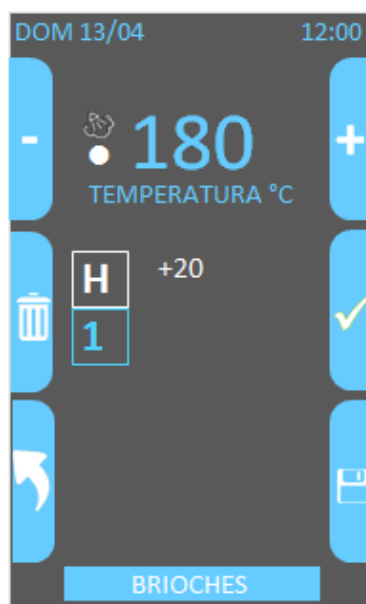 DOM 13/04 12:00
- 180 +
TEMPERATURA °C
H +20
1
BRIOCHES